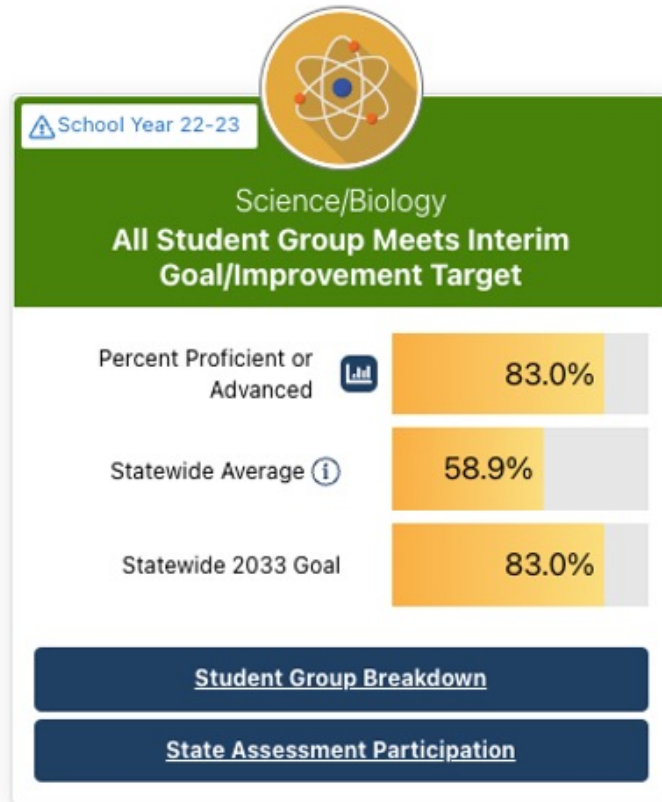 School Year 22-23
Science/Biology
All Student Group Meets Interim
Goal/Improvement Target
Percent Proficient or
Advanced
83.0%
Statewide Average
58.9%
Statewide 2033 Goal
83.0%
Student Group Breakdown
State Assessment Participation